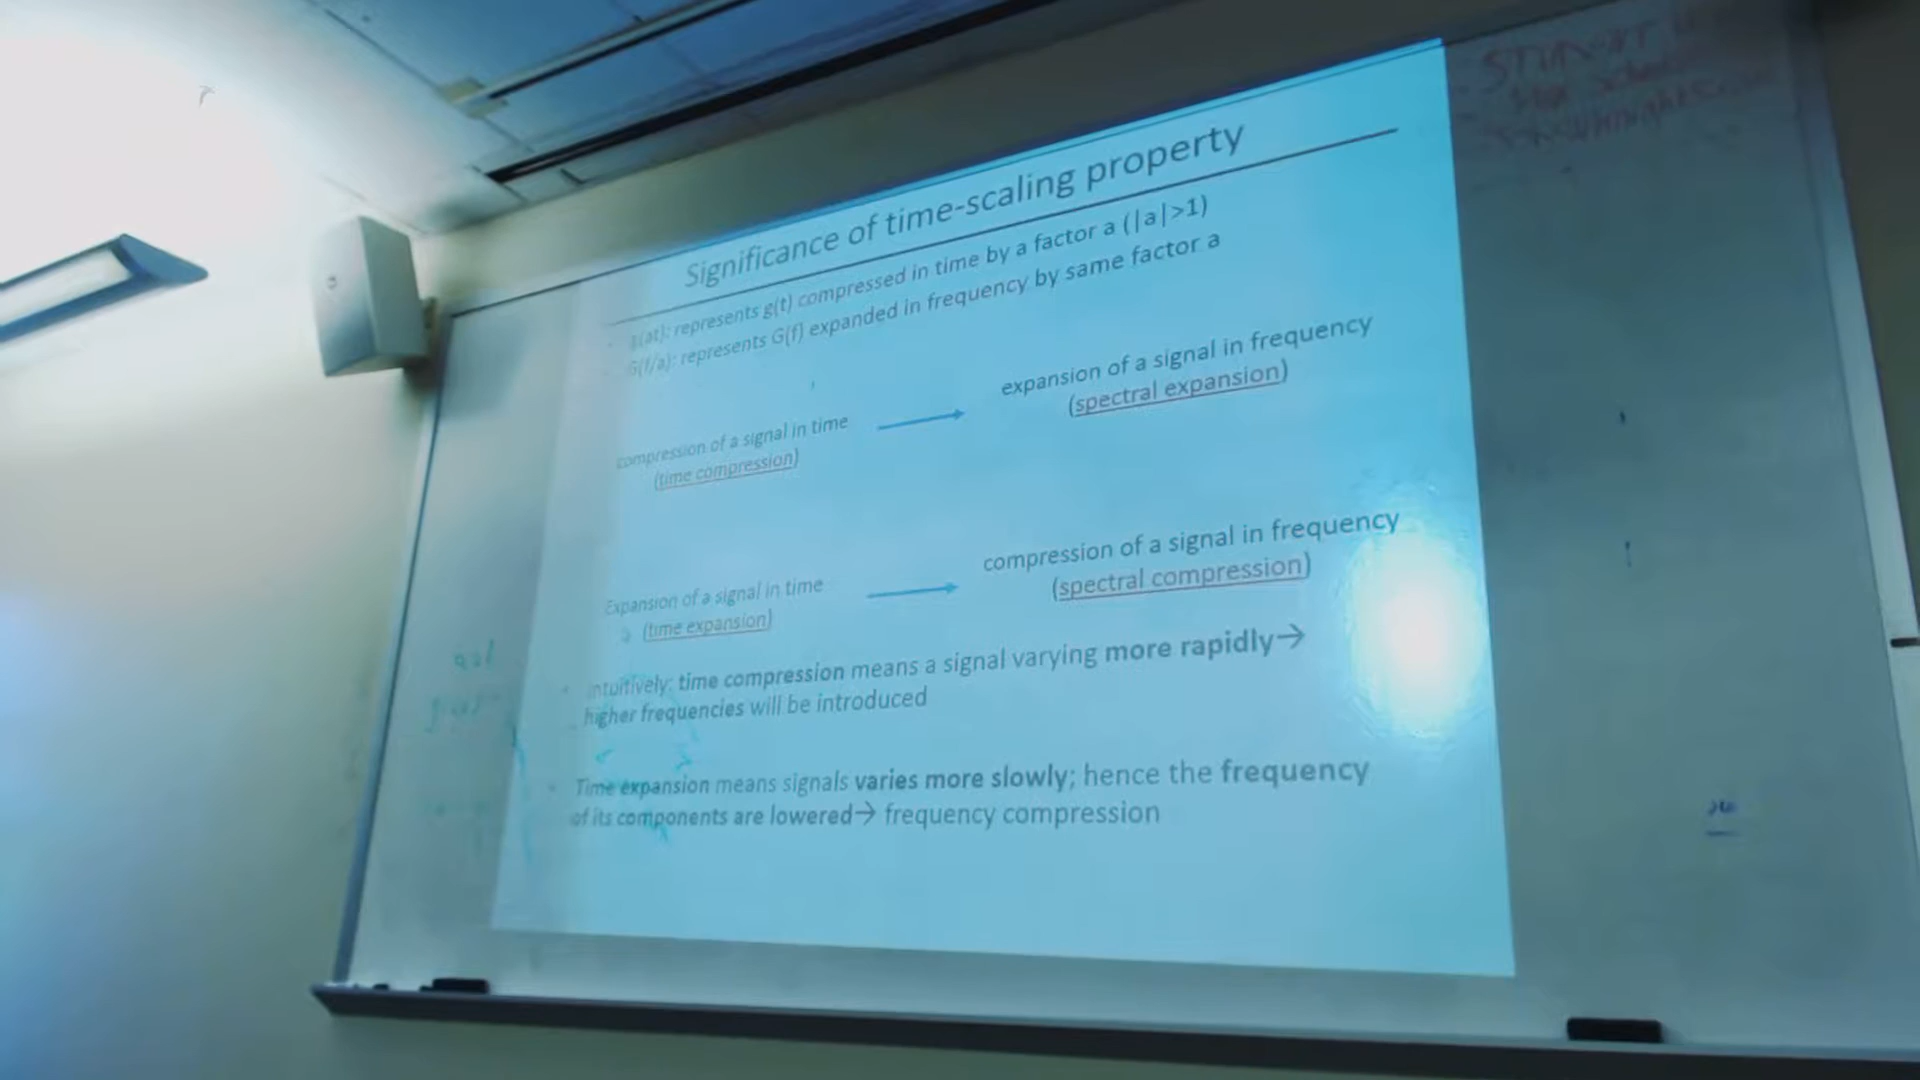 Significance of time-scaling property
g(at): represents g(t) compressed in time by a factor a (|a|>1)
G(f/a): represents G(f) expanded in frequency by same factor a
expansion of a signal in frequency
(spectral expansion)
compression of a signal in time
(time compression)
compression of a signal in frequency
(spectral compression)
Expansion of a signal in time
(time expansion)
Intuitively: time compression means a signal varying more rapidly→
higher frequencies will be introduced
Time expansion means signals varies more slowly; hence the frequency
of its components are lowered→ frequency compression